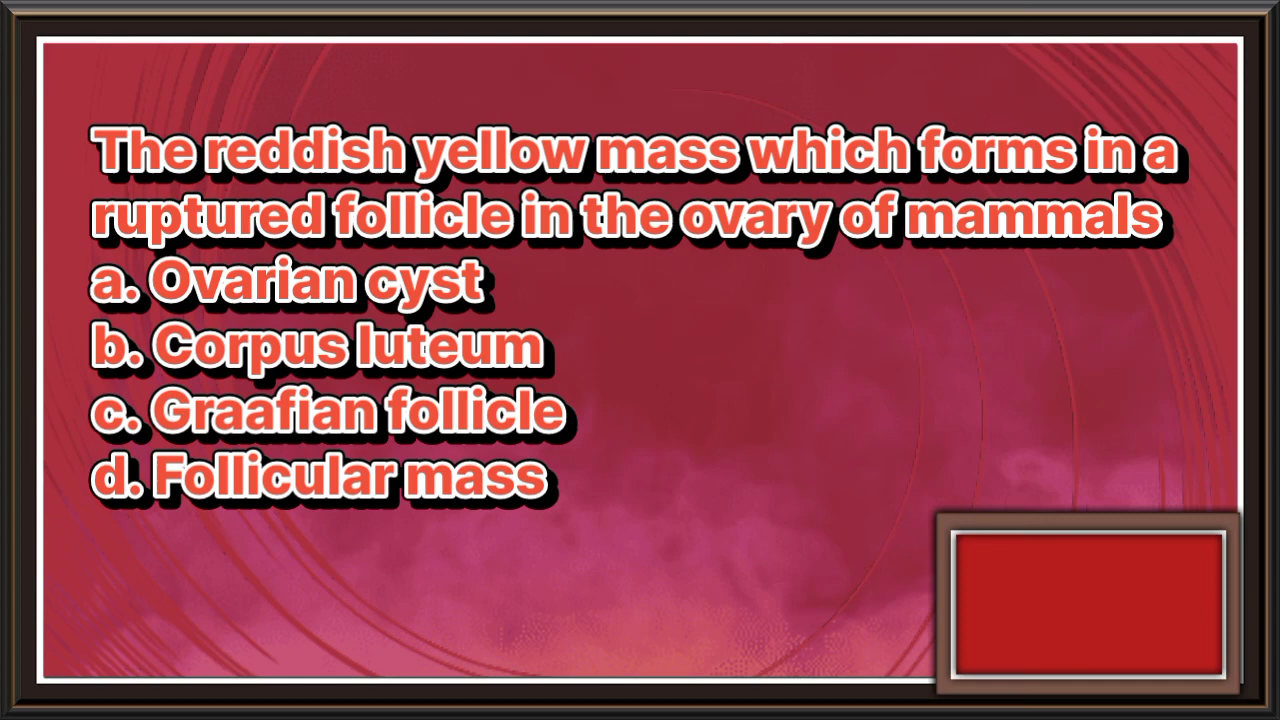 The reddish yellow mass which forms in a
ruptured follicle in the ovary of mammals
a. Ovarian cyst
b. Corpus luteum
c. Graafian follicle
d. Follicular mass